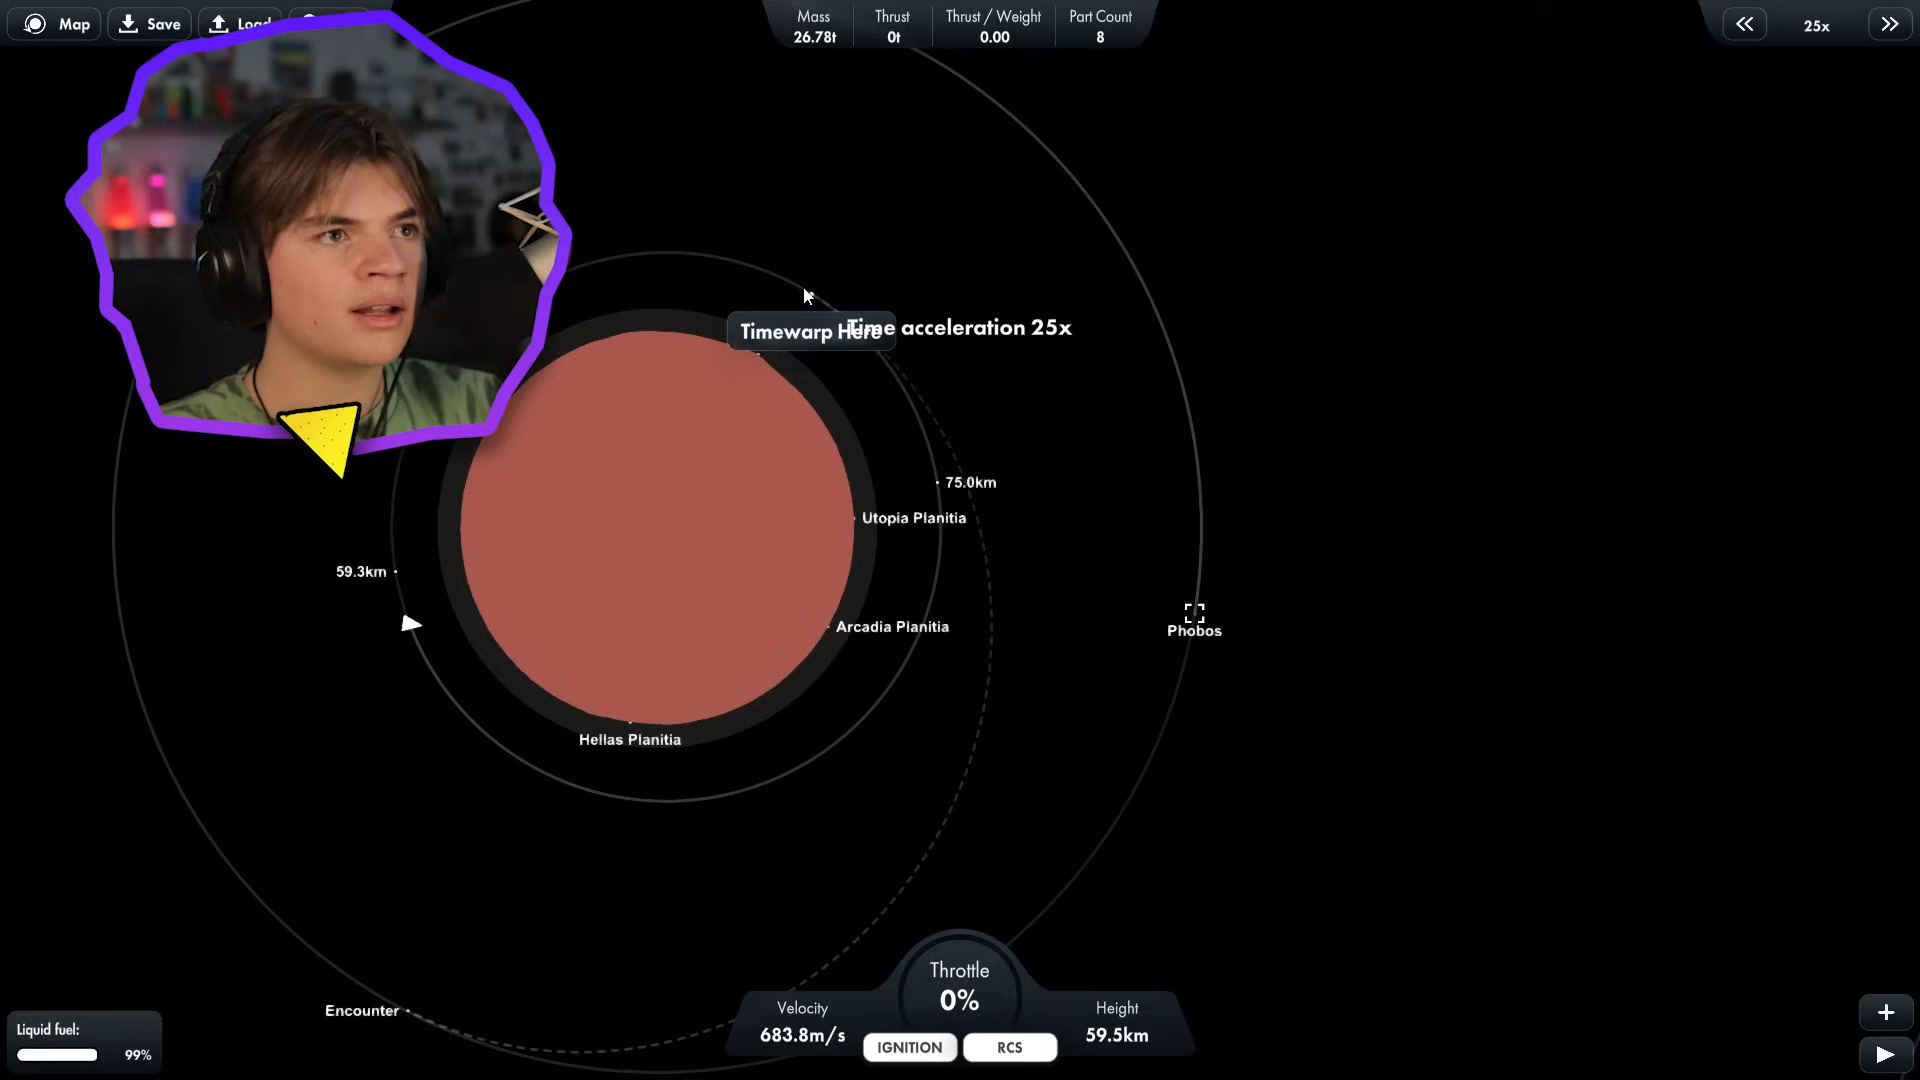 Map
Save
Load
Mass
26.78t
Thrust
0t
Thrust / Weight
0.00
Part Count
8
25x
Timewarp Here
Time acceleration 25x
75.0km
Utopia Planitia
59.3km
Arcadia Planitia
Phobos
Hellas Planitia
Encounter
Throttle
0%
Velocity
683.8m/s
Height
59.5km
IGNITION
RCS
Liquid fuel:
99%